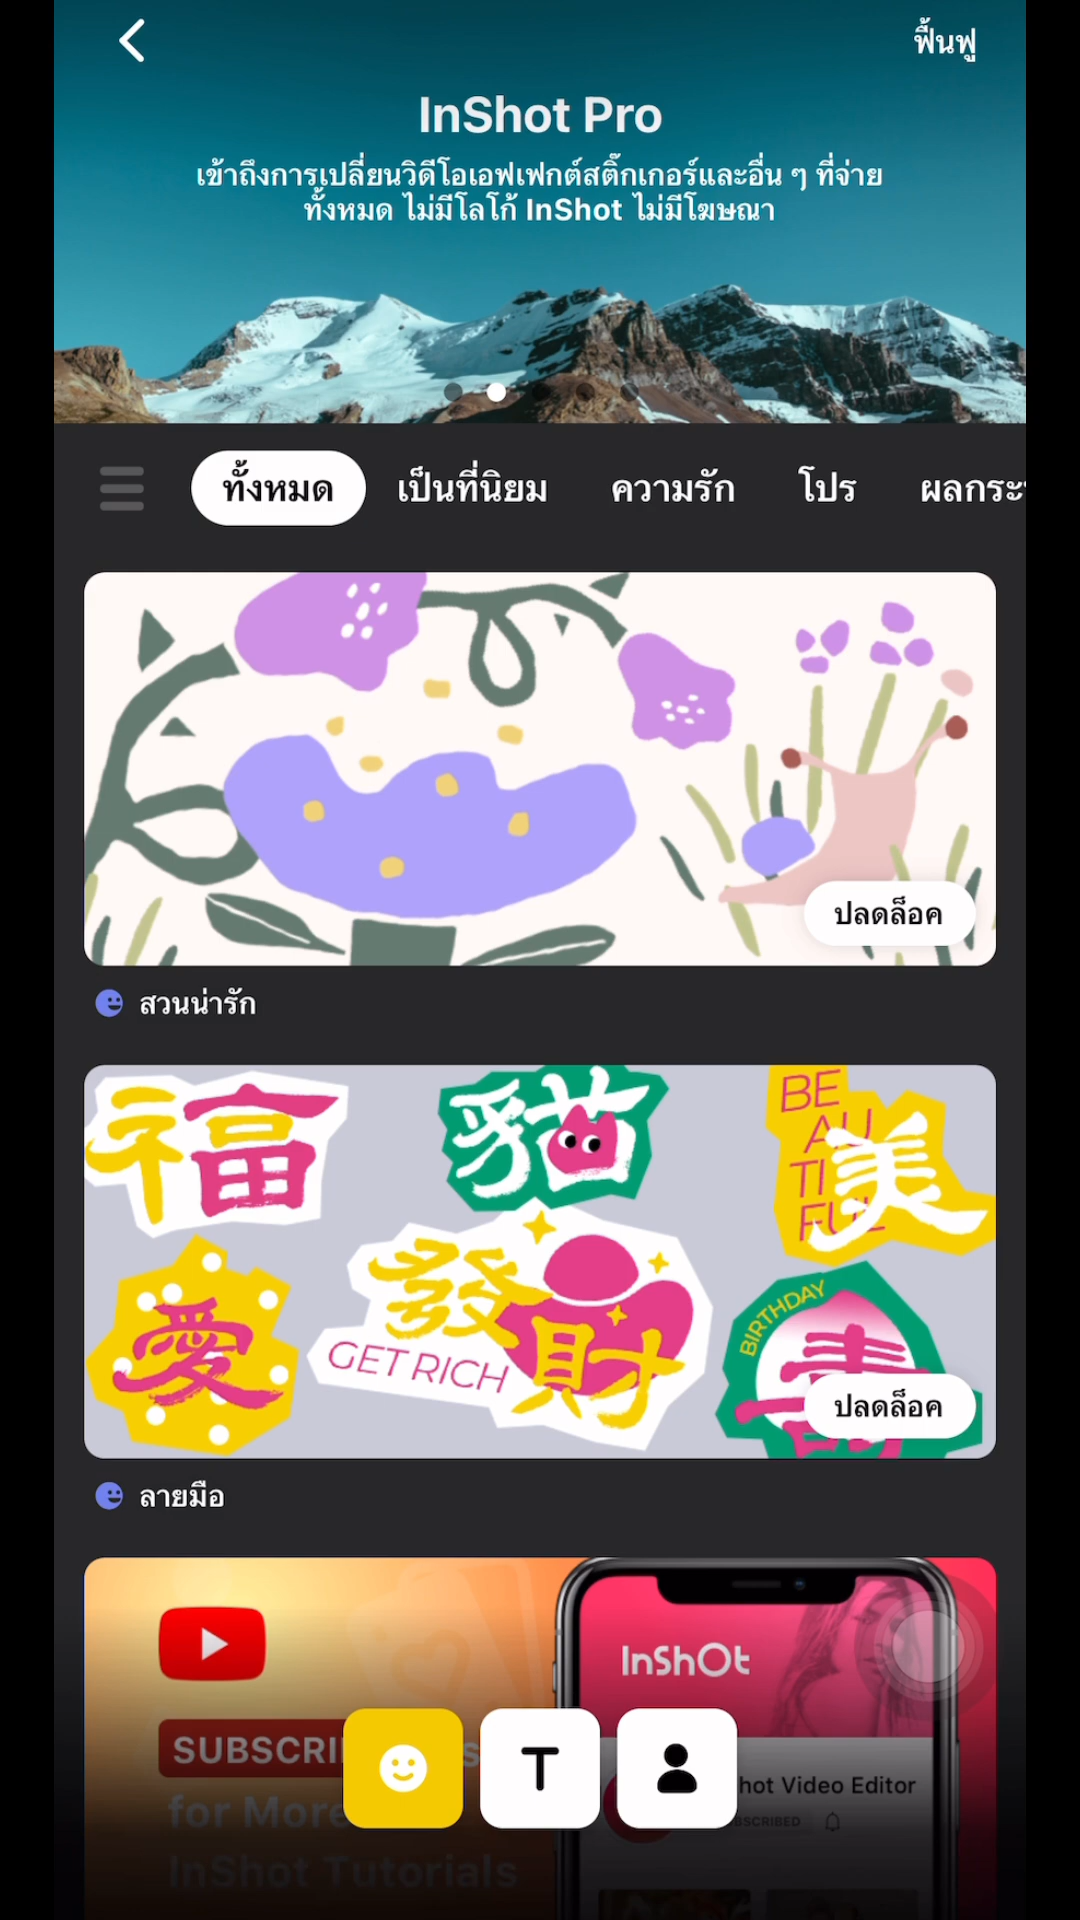 ฟื้นฟู
InShot Pro
เข้าถึงการเปลี่ยนวิดีโอเอฟเฟกต์สติ๊กเกอร์และอื่น ๆ ที่จ่าย
ทั้งหมด ไม่มีโลโก้ InShot ไม่มีโฆษณา
ทั้งหมด เป็นที่นิยม ความรัก โปร
ปลดล็อค
สวนน่ารัก
福 貓 BE
AU
TI
FUL
美
愛 發財
GET RICH
BIRTHDAY
壽
ปลดล็อค
ลายมือ
InShOt
T
hot Video Editor
for More
InShot Tutorials